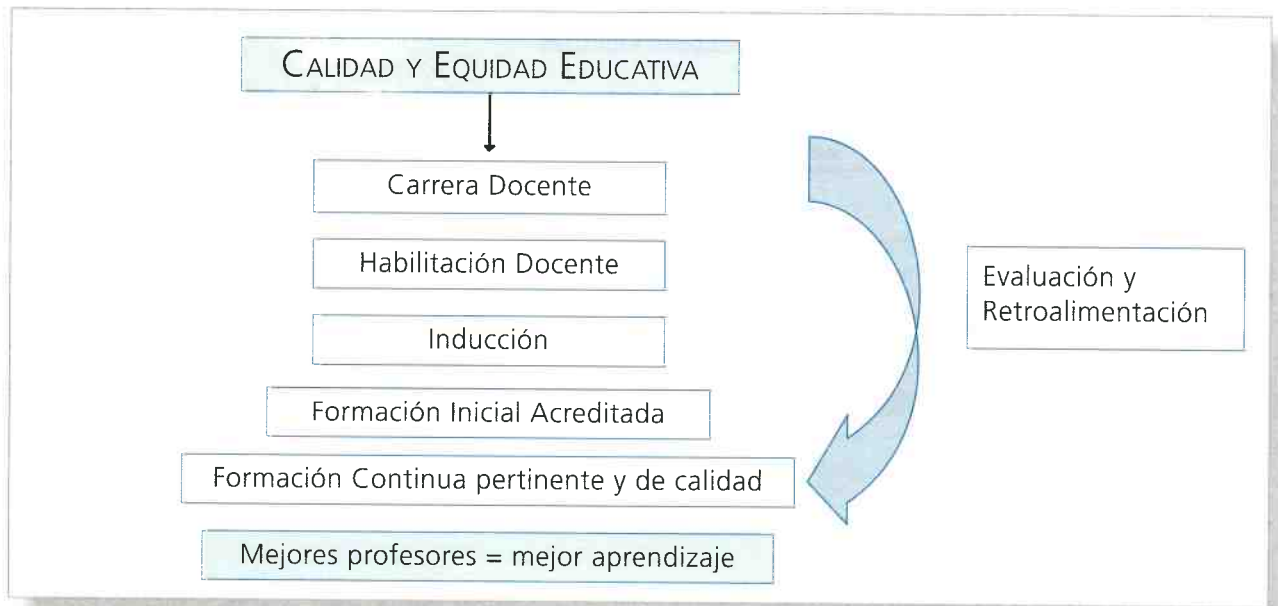 CALIDAD Y EQUIDAD EDUCATIVA
Carrera Docente
Habilitación Docente
Inducción
Formación Inicial Acreditada
Formación Continua pertinente y de calidad
Mejores profesores = mejor aprendizaje
Evaluación y
Retroalimentación